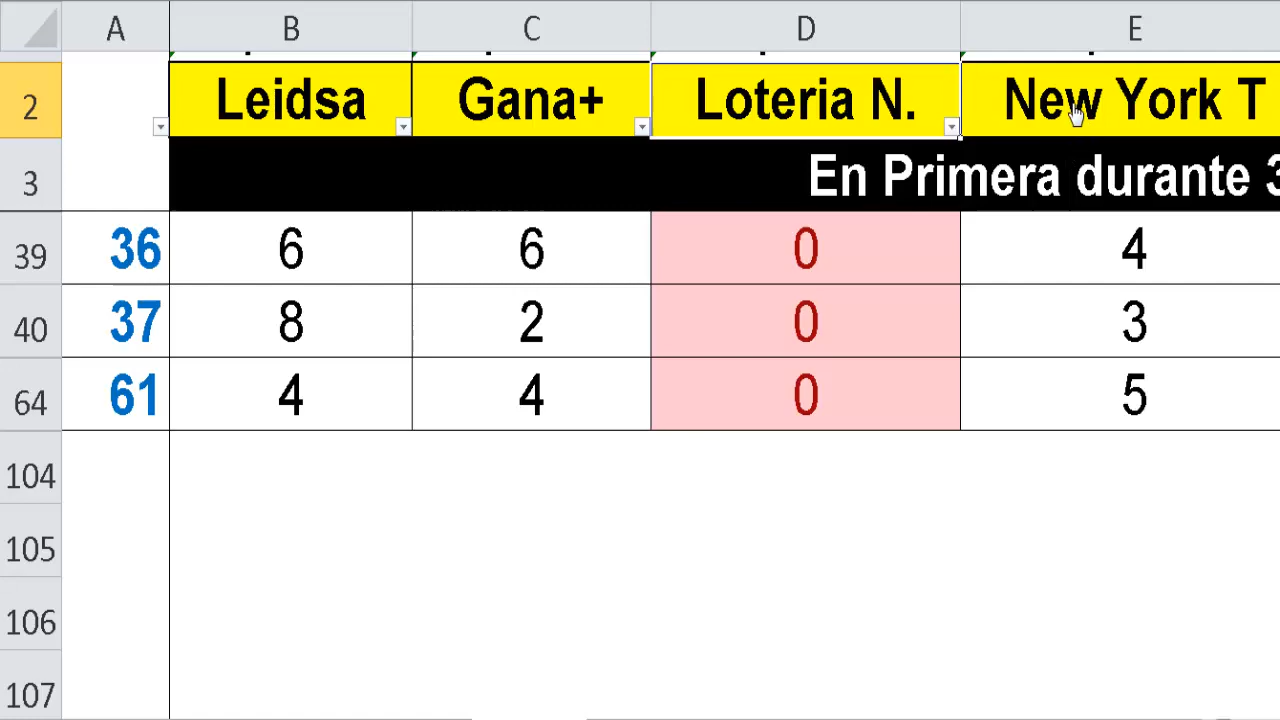 A B C D E
2 Leidsa Gana+ Loteria N. New York T
3 En Primera durante 3
39 36 6 6 0 4
40 37 8 2 0 3
64 61 4 4 0 5
104
105
106
107